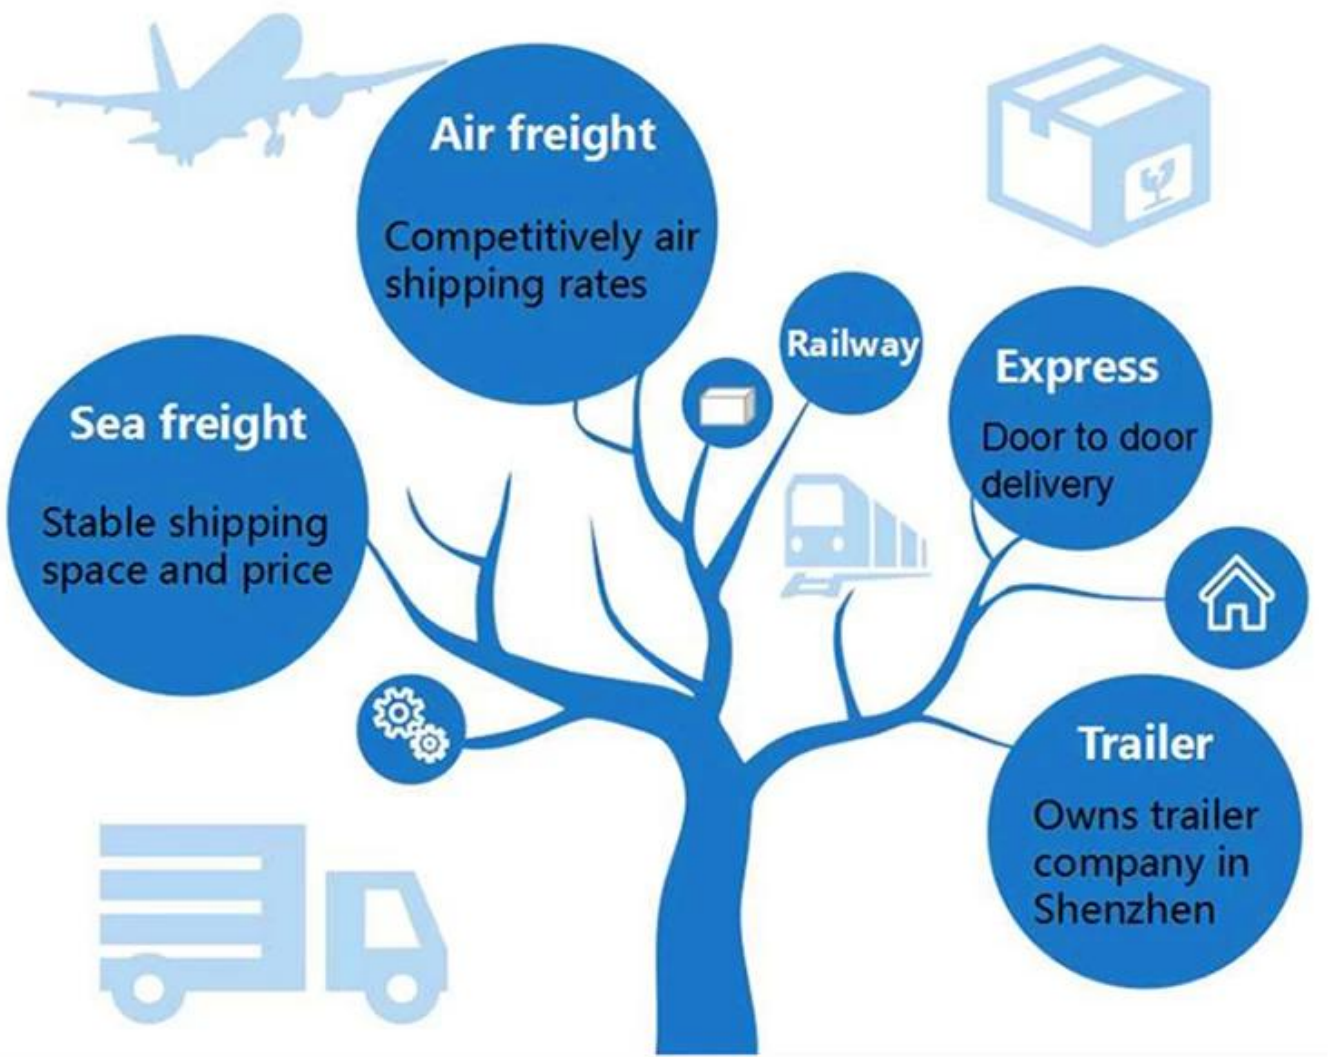 Air freight
Competitively air
shipping rates
Railway
Express
Door to door
delivery
Sea freight
Stable shipping
space and price
Trailer
Owns trailer
company in
Shenzhen